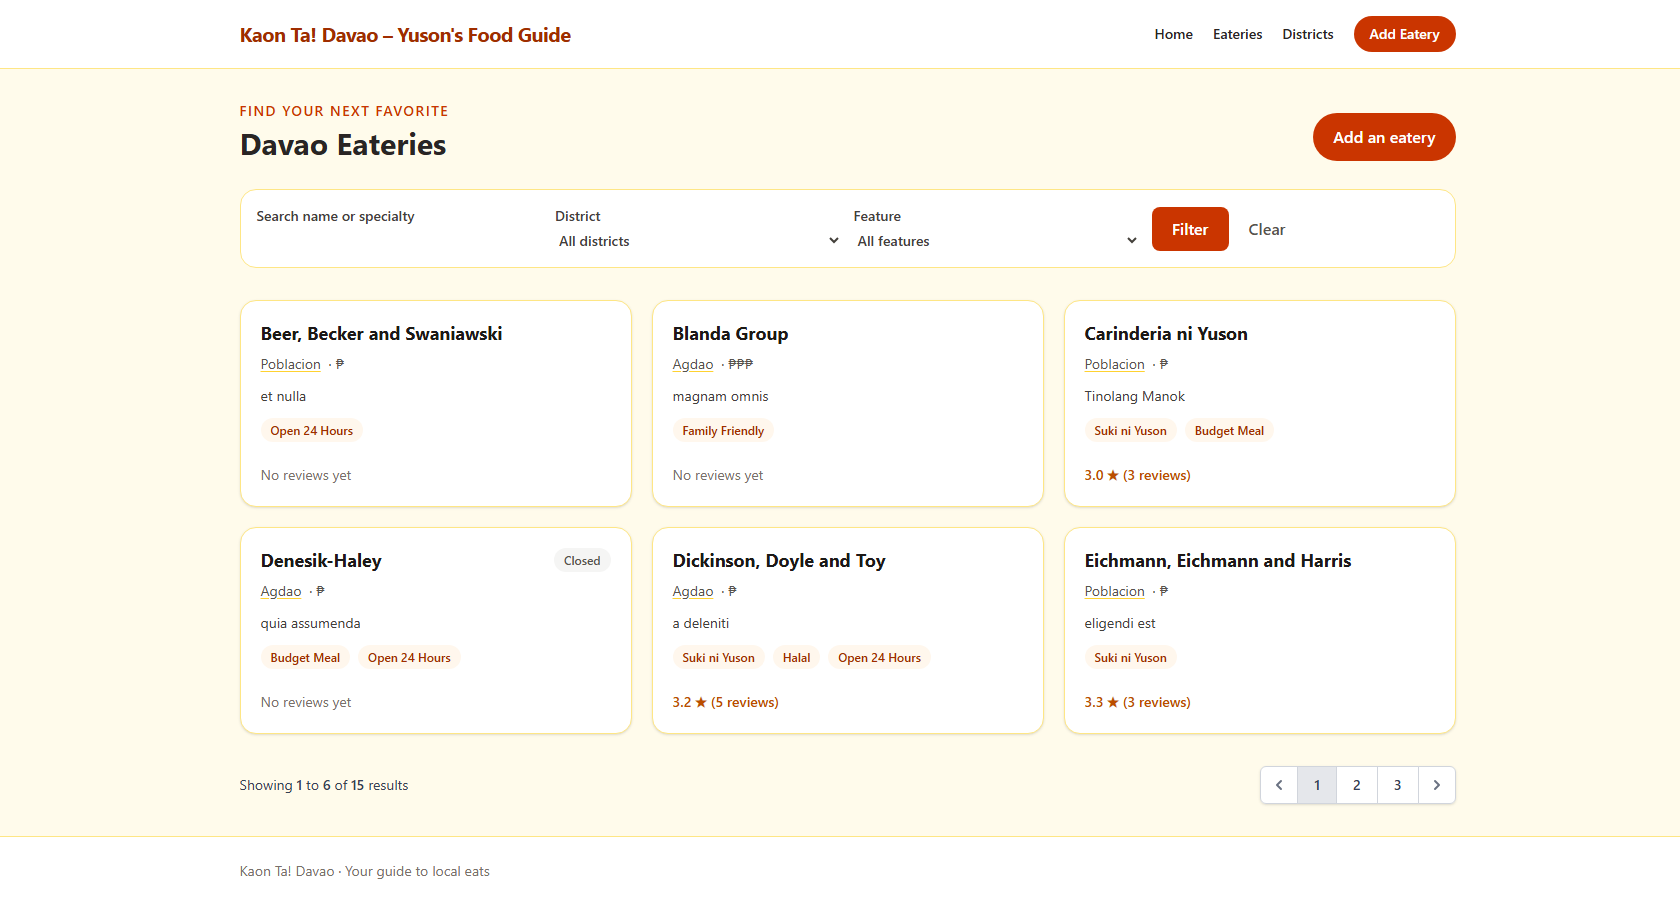 Kaon Ta! Davao – Yuson's Food Guide
Home Eateries Districts Add Eatery
FIND YOUR NEXT FAVORITE
Davao Eateries
Add an eatery
Search name or specialty
District
All districts
Feature
All features
Filter
Clear
Beer, Becker and Swaniawski
Poblacion · ₱
et nulla
Open 24 Hours
No reviews yet
Blanda Group
Agdao · ₱₱₱
magnam omnis
Family Friendly
No reviews yet
Carinderia ni Yuson
Poblacion · ₱
Tinolang Manok
Suki ni Yuson Budget Meal
3.0 ★ (3 reviews)
Denesik-Haley
Closed
Agdao · ₱
quia assumenda
Budget Meal Open 24 Hours
No reviews yet
Dickinson, Doyle and Toy
Agdao · ₱
a deleniti
Suki ni Yuson Halal Open 24 Hours
3.2 ★ (5 reviews)
Eichmann, Eichmann and Harris
Poblacion · ₱
eligendi est
Suki ni Yuson
3.3 ★ (3 reviews)
Showing 1 to 6 of 15 results
1 2 3
Kaon Ta! Davao · Your guide to local eats